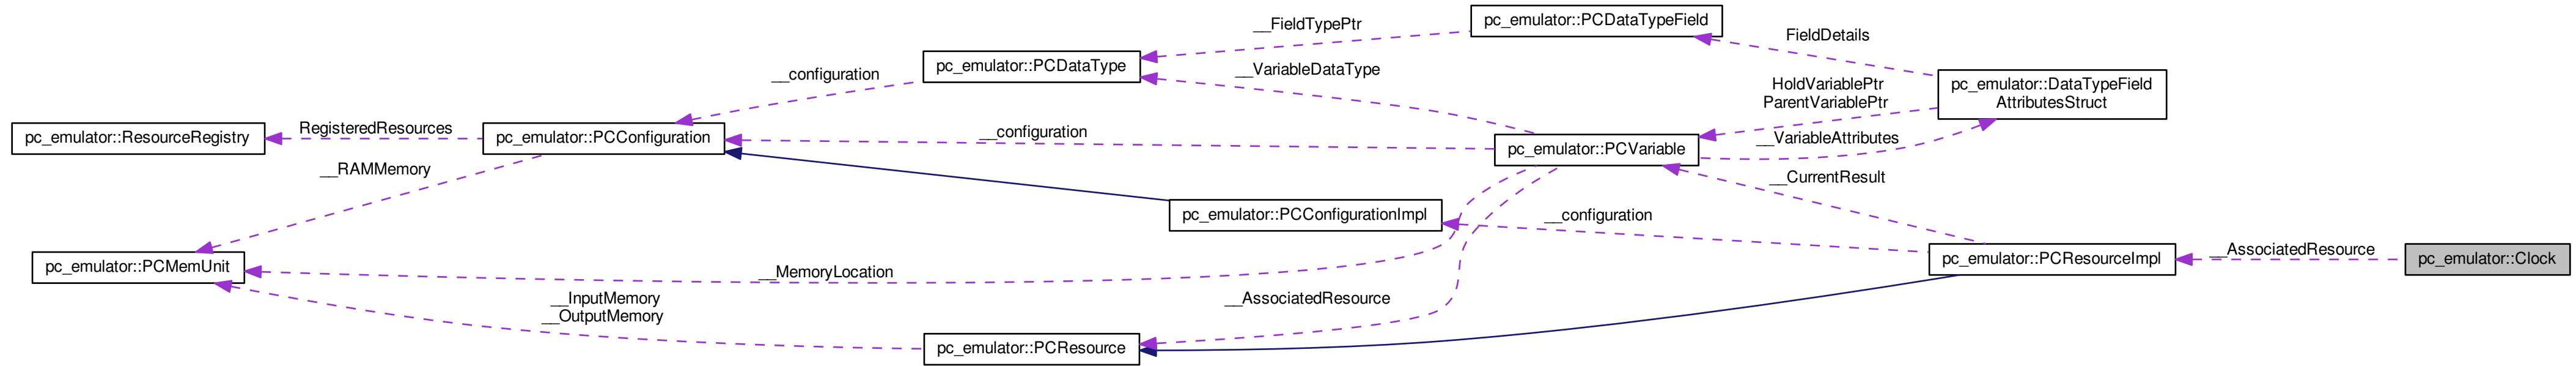 pc_emulator::PCDataTypeField
__FieldTypePtr
FieldDetails
pc_emulator::PCDataType
__VariableDataType
__configuration
HoldVariablePtr
ParentVariablePtr
pc_emulator::DataTypeField
AttributesStruct
pc_emulator::ResourceRegistry
RegisteredResources
pc_emulator::PCConfiguration
__configuration
pc_emulator::PCVariable
__VariableAttributes
__RAMMemory
__CurrentResult
pc_emulator::PCConfigurationImpl
__configuration
pc_emulator::PCMemUnit
__MemoryLocation
pc_emulator::PCResourceImpl
__AssociatedResource
pc_emulator::Clock
__InputMemory
__OutputMemory
__AssociatedResource
pc_emulator::PCResource